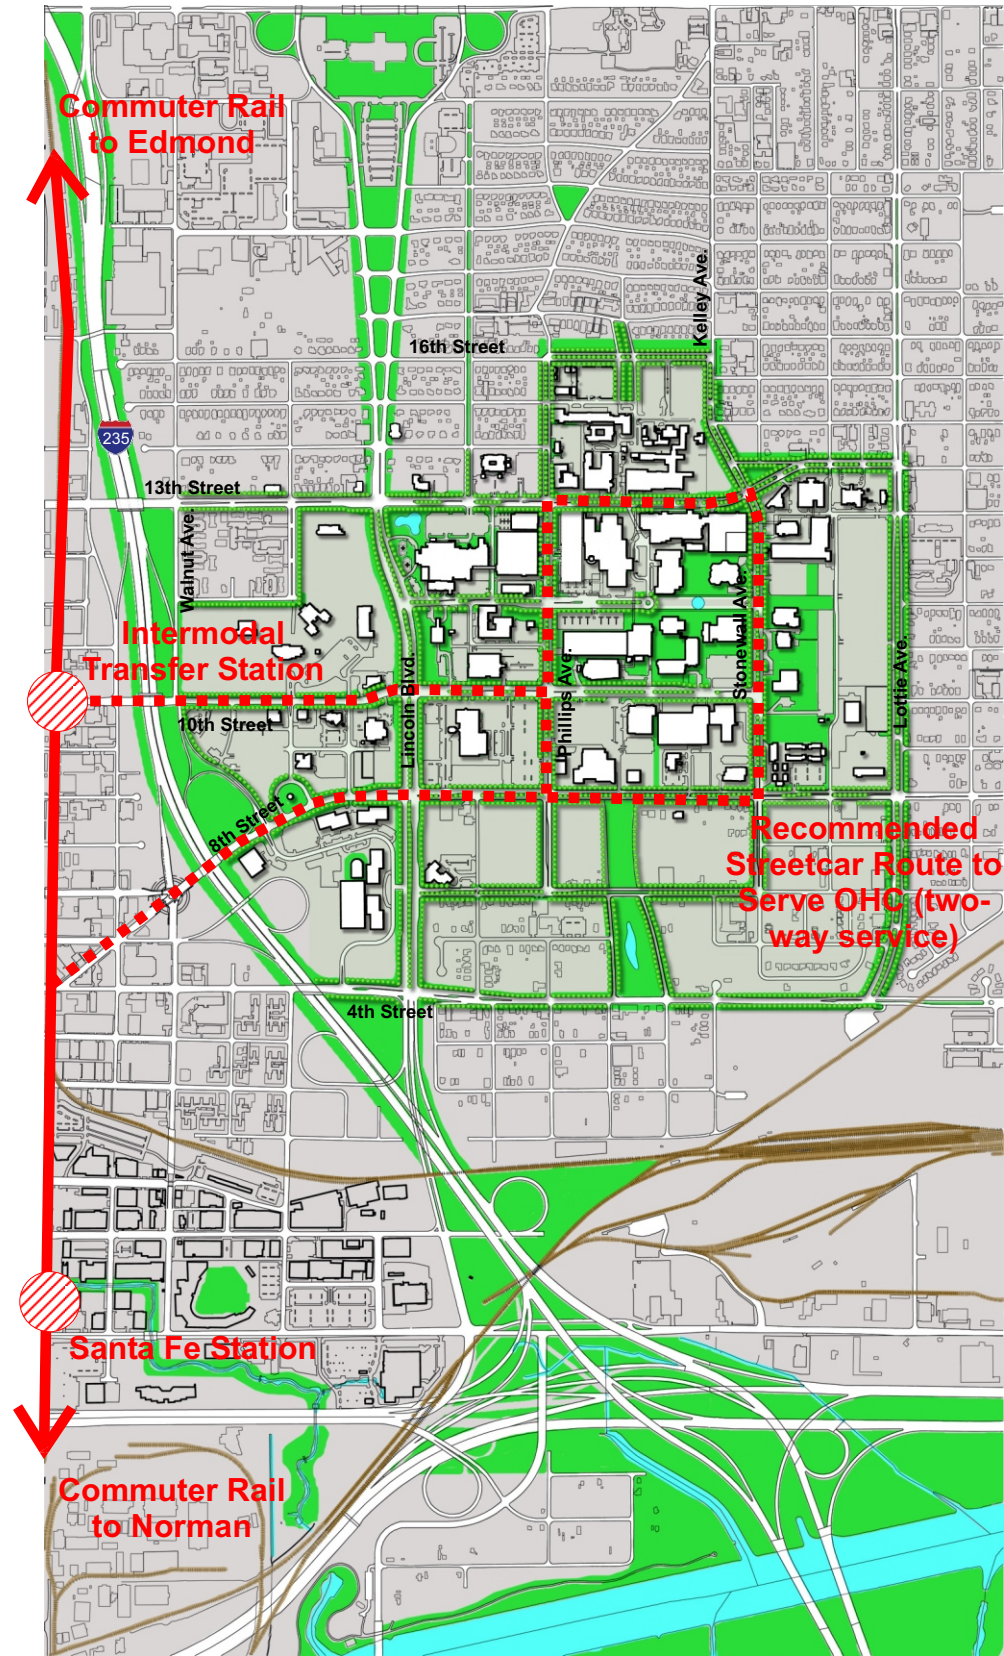 Commuter Rail
to Edmond
Kelley Ave.
16th Street
235
13th Street
Walnut Ave.
Intermodal
Transfer Station
Stonewall Ave.
Lincoln Blvd.
Phillips Ave.
Lottie Ave.
10th Street
8th Street
Recommended
Streetcar Route to
Serve OHC (two-
way service)
4th Street
Santa Fe Station
Commuter Rail
to Norman